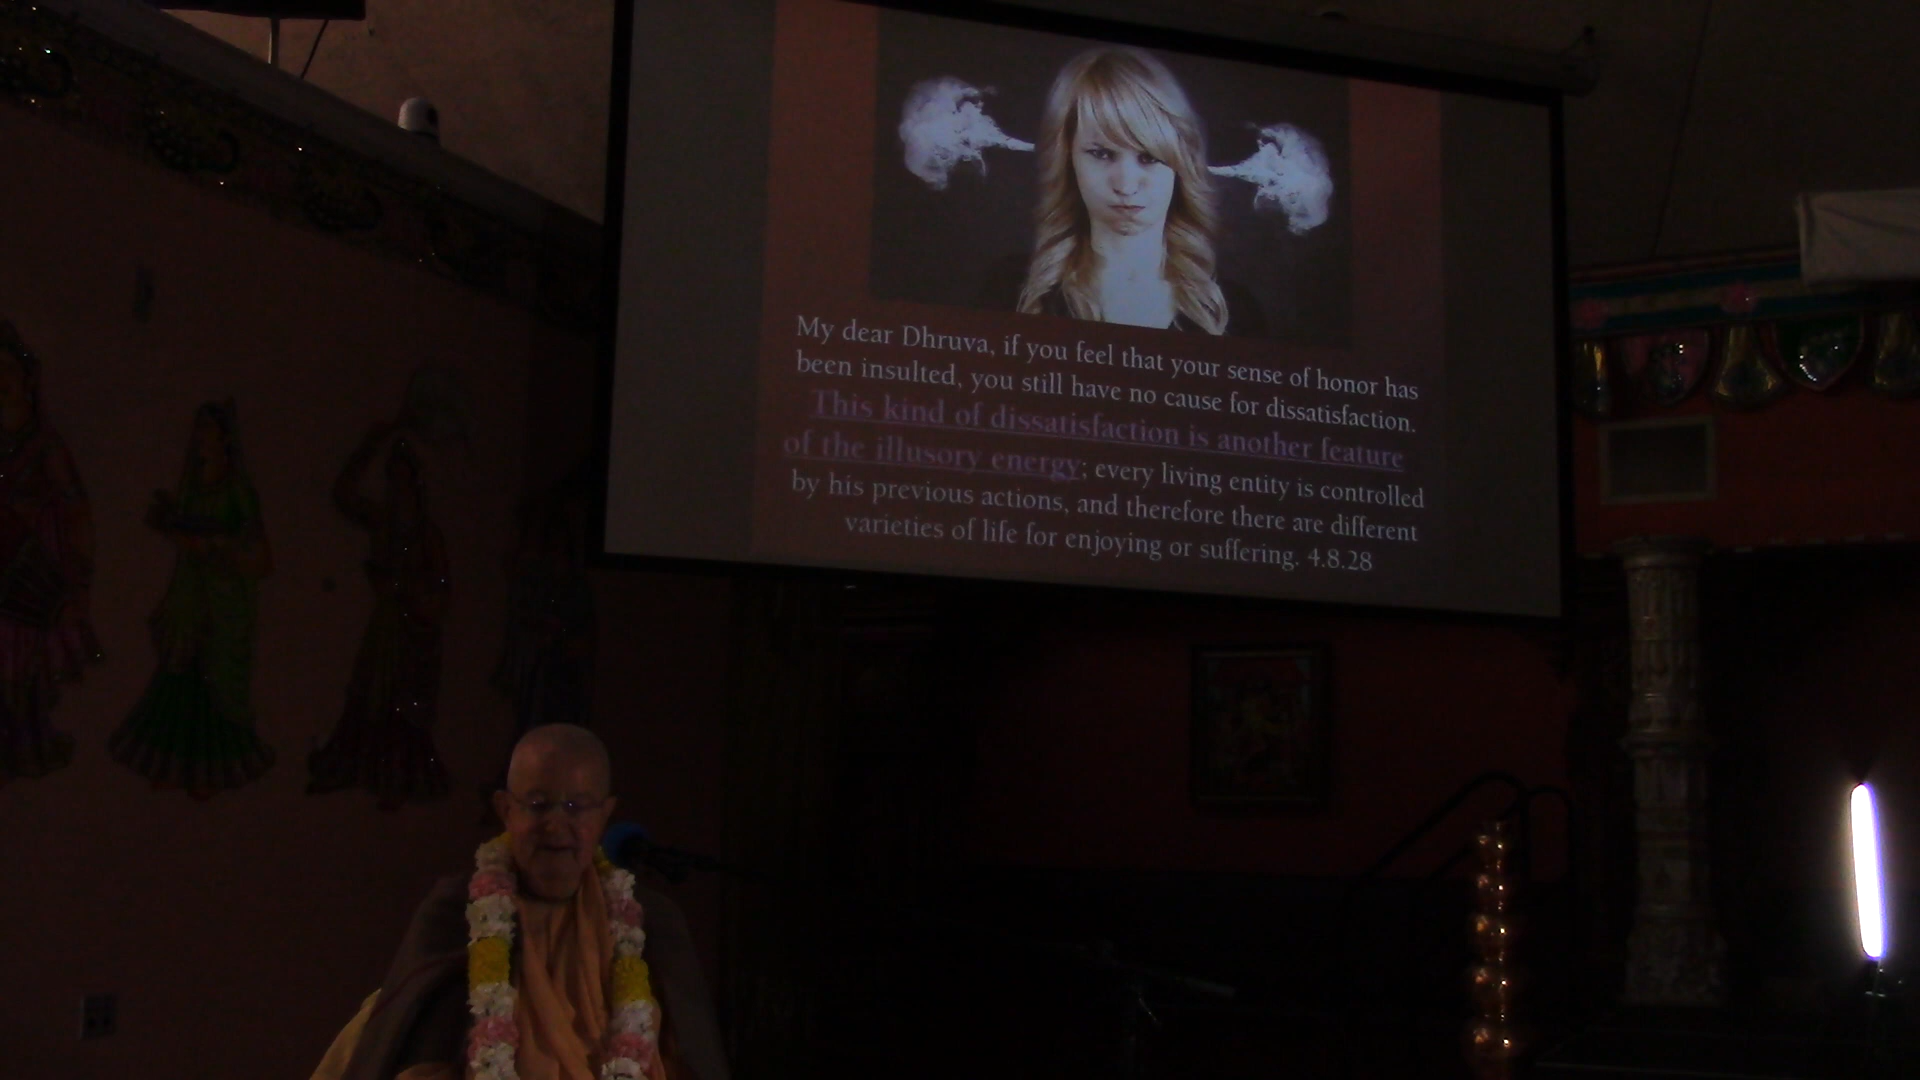 My dear Dhruva, if you feel that your sense of honor has
been insulted, you still have no cause for dissatisfaction.
This kind of dissatisfaction is another feature
of the illusory energy; every living entity is controlled
by his previous actions, and therefore there are different
varieties of life for enjoying or suffering. 4.8.28